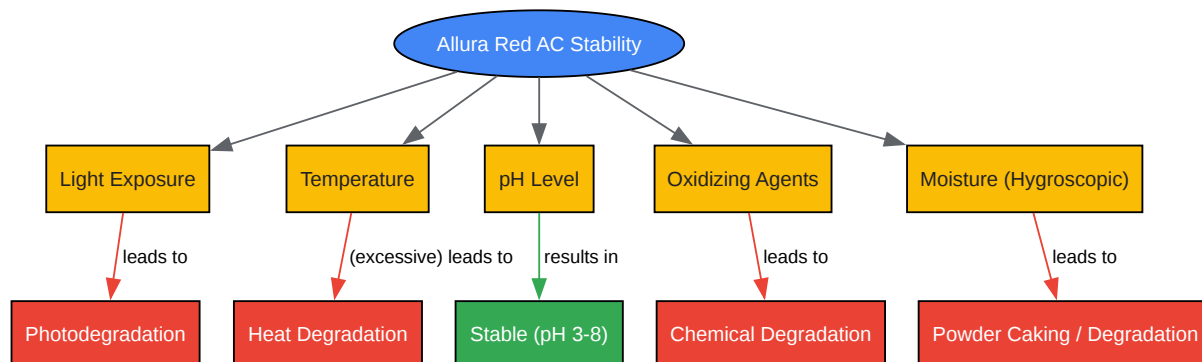 Allura Red AC Stability
Light Exposure
Temperature
pH Level
Oxidizing Agents
Moisture (Hygroscopic)
leads to
(excessive) leads to
results in
leads to
leads to
Photodegradation
Heat Degradation
Stable (pH 3-8)
Chemical Degradation
Powder Caking / Degradation